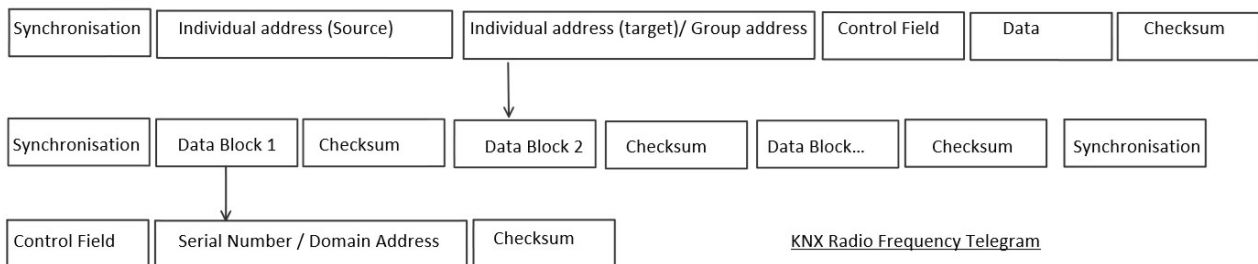 Synchronisation Individual address (Source) Individual address (target)/ Group address Control Field Data Checksum
Synchronisation Data Block 1 Checksum Data Block 2 Checksum Data Block... Checksum Synchronisation
Control Field Serial Number / Domain Address Checksum KNX Radio Frequency Telegram